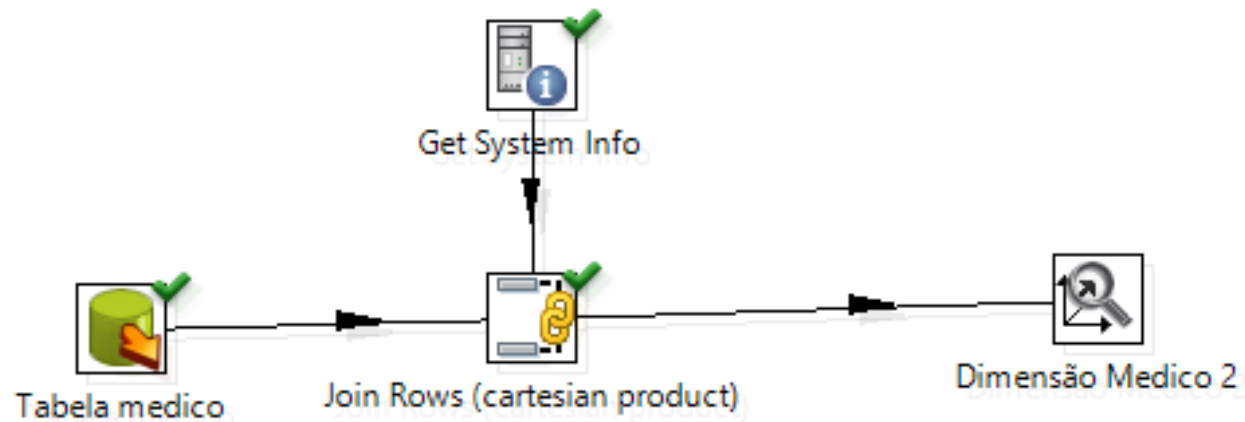 Get System Info
Tabela medico
Join Rows (cartesian product)
Dimensão Medico 2